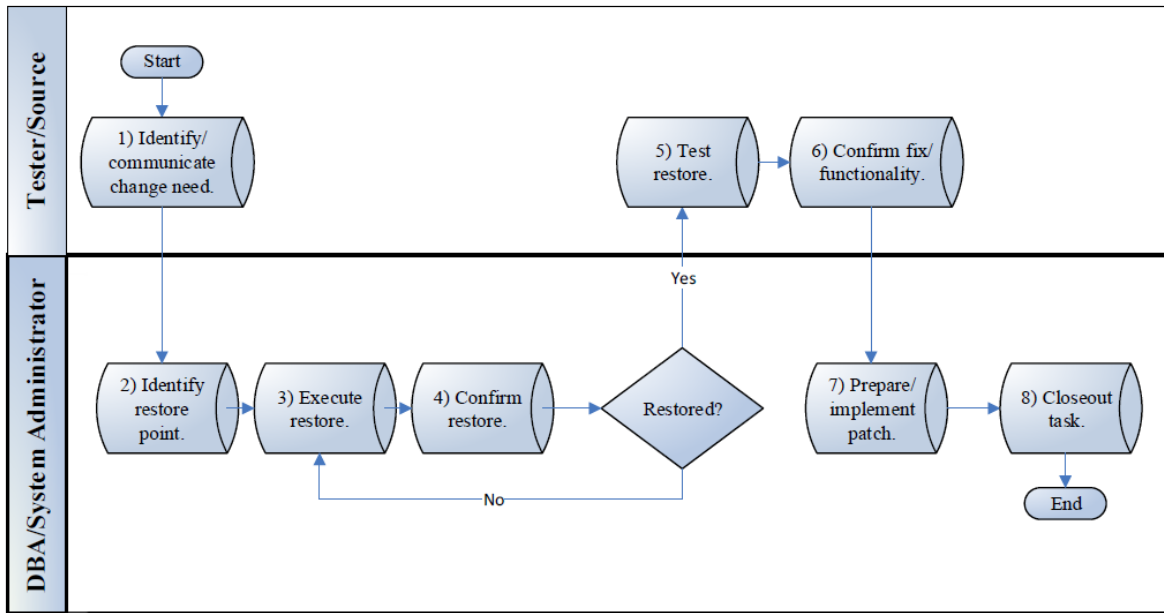 Tester/Source
Start
1) Identify/
communicate
change need.
5) Test
restore.
6) Confirm fix/
functionality.
DBA/System Administrator
Yes
2) Identify
restore
point.
3) Execute
restore.
4) Confirm
restore.
Restored?
7) Prepare/
implement
patch.
8) Closeout
task.
No
End